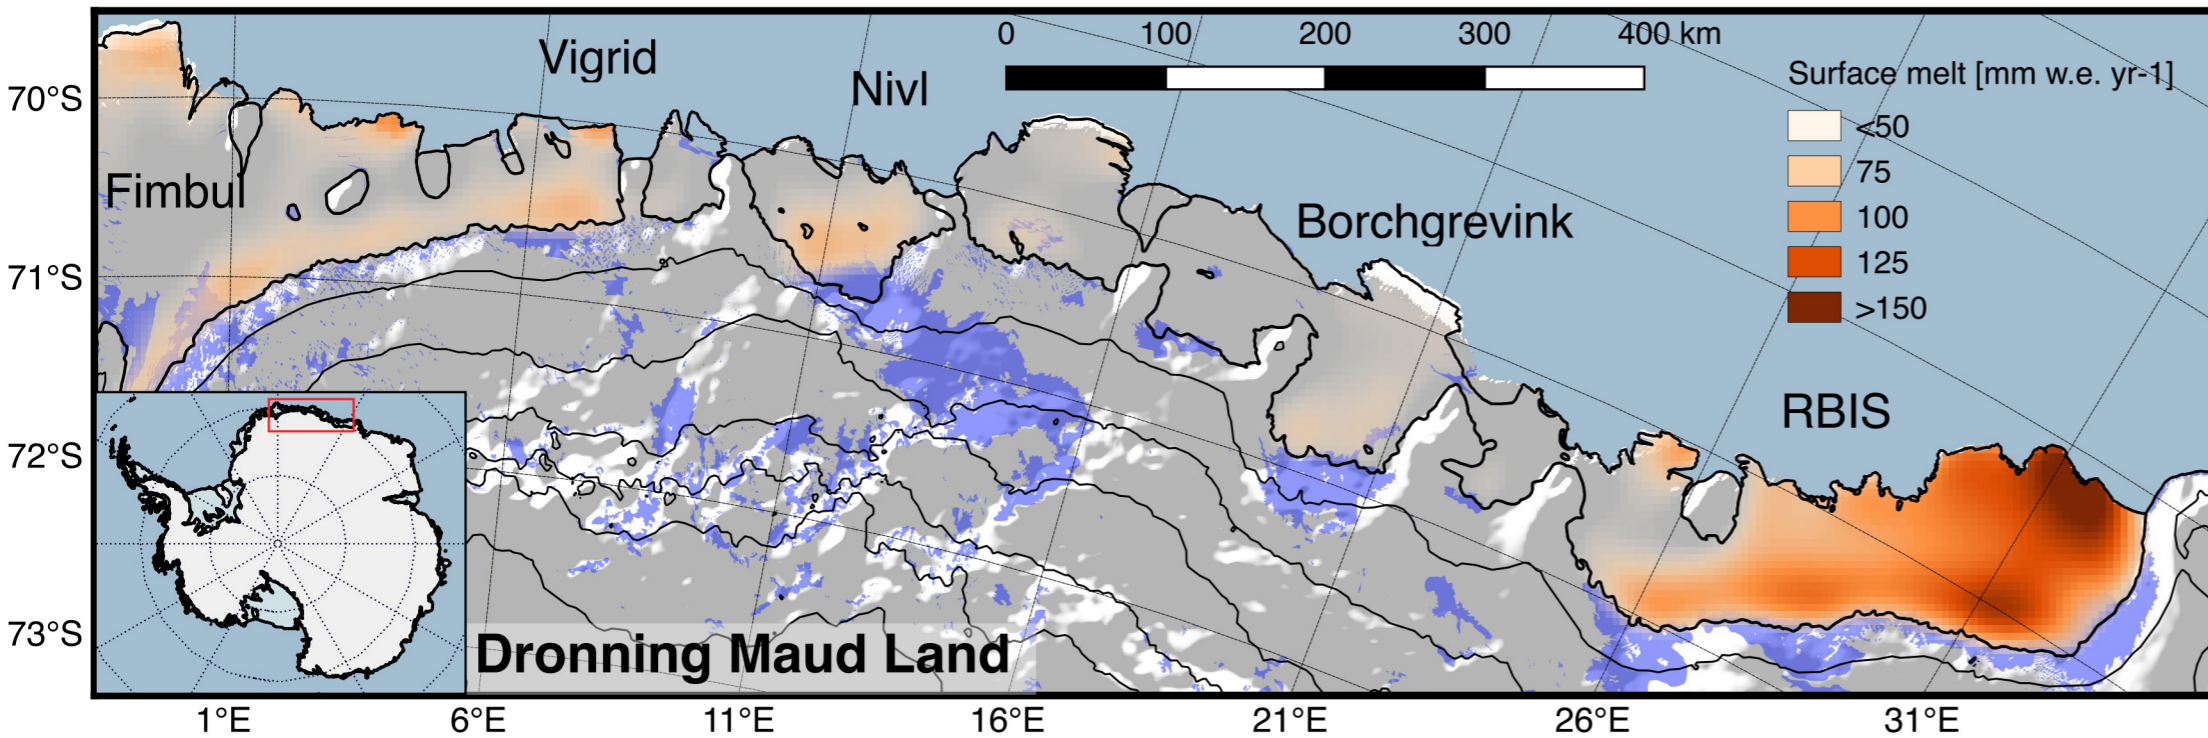 0 100 200 300 400 km
Vigrid
Nivl
Surface melt [mm w.e. yr-1]
<50
75
100
125
>150
70°S
Fimbul
Borchgrevink
71°S
RBIS
72°S
73°S
Dronning Maud Land
1°E 6°E 11°E 16°E 21°E 26°E 31°E